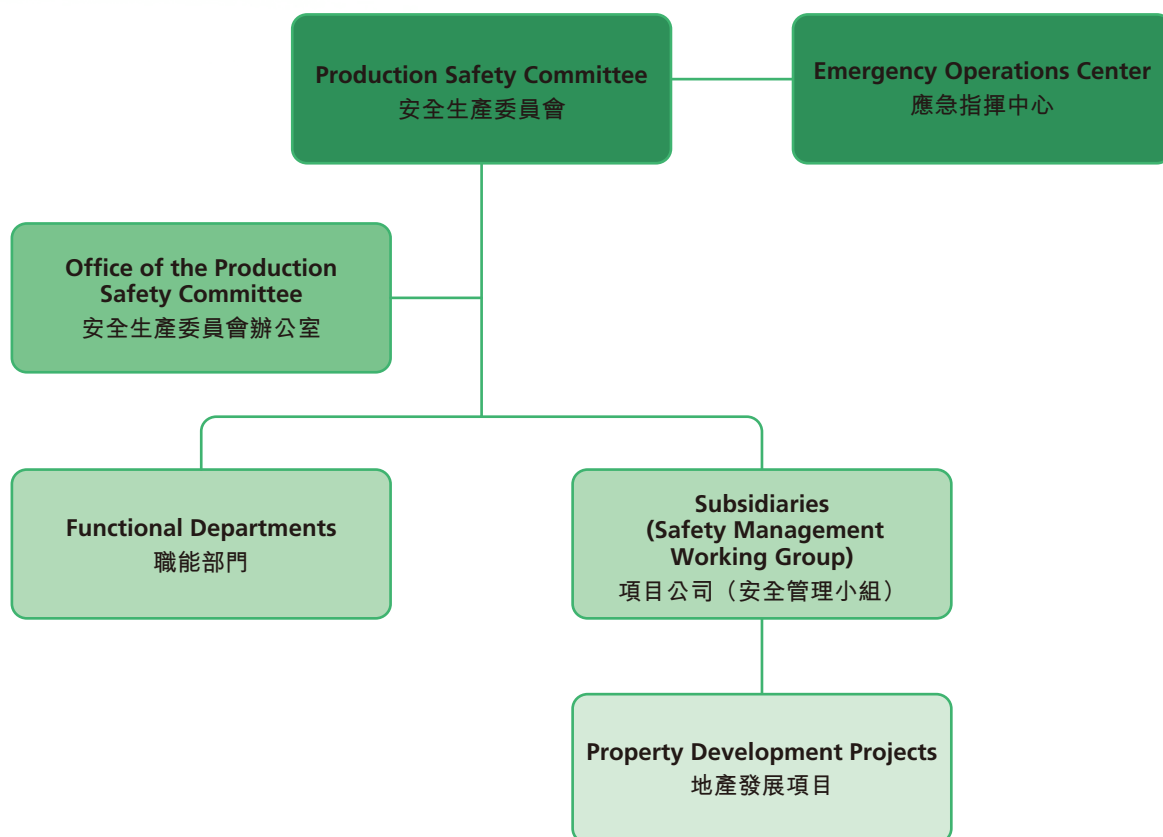 Production Safety Committee
安全生產委員會
Emergency Operations Center
應急指揮中心
Office of the Production
Safety Committee
安全生產委員會辦公室
Functional Departments
職能部門
Subsidiaries
(Safety Management
Working Group)
項目公司（安全管理小組）
Property Development Projects
地產發展項目